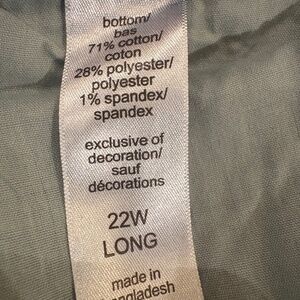 bottom/
bas
71% cotton/
coton
28% polyester/
polyester
1% spandex/
spandex
exclusive of
decoration/
sauf
décorations
22W
LONG
made in